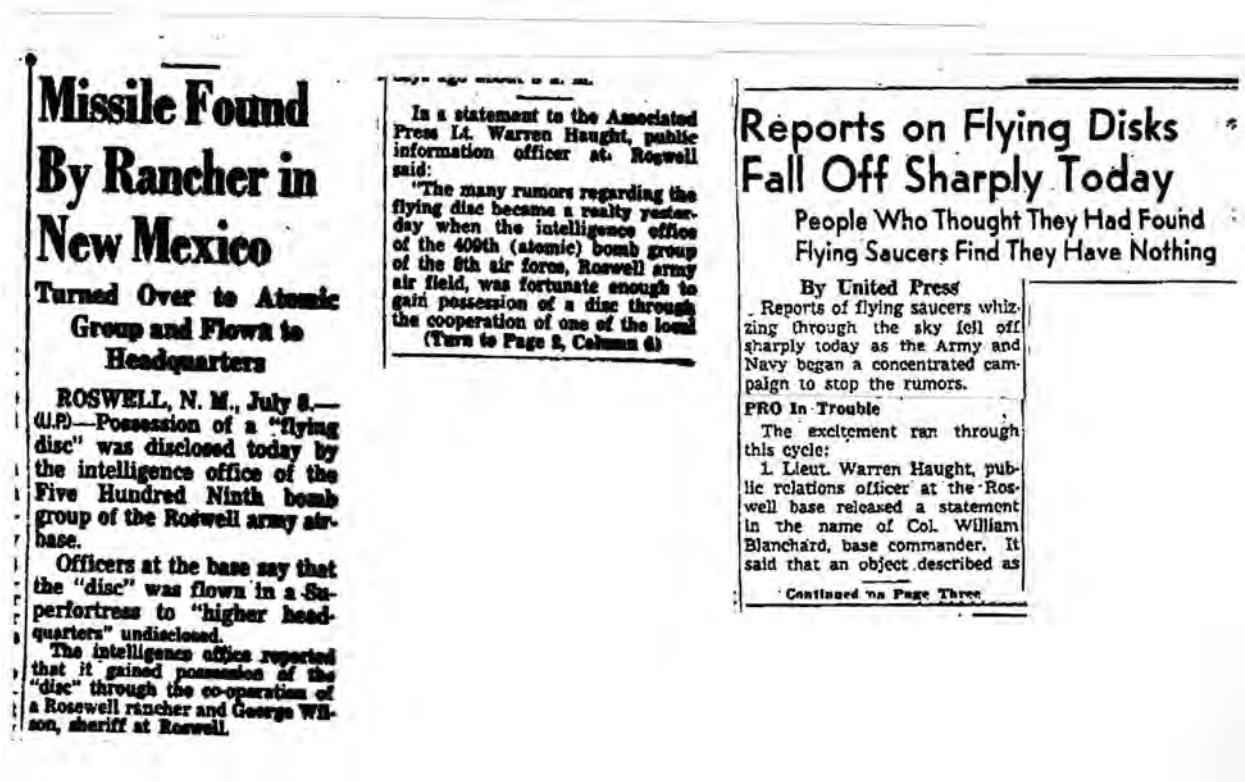 Missile Found
By Rancher in
New Mexico
Turned Over to Atomic
Group and Flown to
Headquarters
ROSWELL, N. M., July 8.—
(U.P.)—Possession of a "flying
disc" was disclosed today by
the intelligence office of the
Five Hundred Ninth bomb
group of the Roswell army air-
base.
Officers at the base say that
the "disc" was flown in a Su-
perfortress to "higher head-
quarters" undisclosed.
The intelligence office reported
that it gained possession of the
"disc" through the co-operation of
a Rosewell rancher and George Wil-
son, sheriff at Roswell.
In a statement to the Associated
Press Lt. Warren Haught, public
information officer at Roswell
said:
"The many rumors regarding the
flying disc became a realty yester-
day when the intelligence office
of the 409th (atomic) bomb group
of the 8th air force, Roswell army
air field, was fortunate enough to
gain possession of a disc through
the cooperation of one of the local
(Turn to Page 2, Column 6)
Reports on Flying Disks
Fall Off Sharply Today
People Who Thought They Had Found
Flying Saucers Find They Have Nothing
By United Press
Reports of flying saucers whiz-
zing through the sky fell off
sharply today as the Army and
Navy began a concentrated cam-
paign to stop the rumors.
PRO In Trouble
The excitement ran through
this cycle:
1. Lieut. Warren Haught, pub-
lic relations officer at the Ros-
well base released a statement
in the name of Col. William
Blanchard, base commander. It
said that an object described as
Continued on Page Three